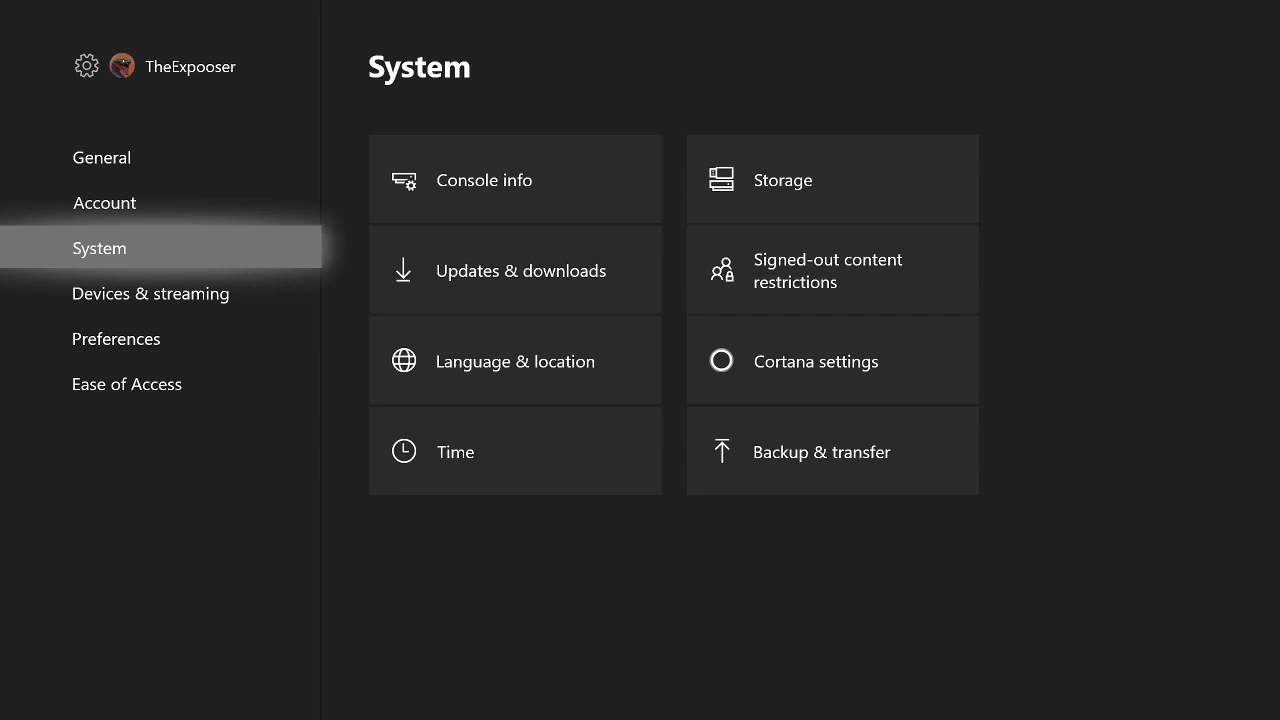 TheExpooser
General
Account
System
Devices & streaming
Preferences
Ease of Access
System
Console info
Storage
Updates & downloads
Signed-out content
restrictions
Language & location
Cortana settings
Time
Backup & transfer